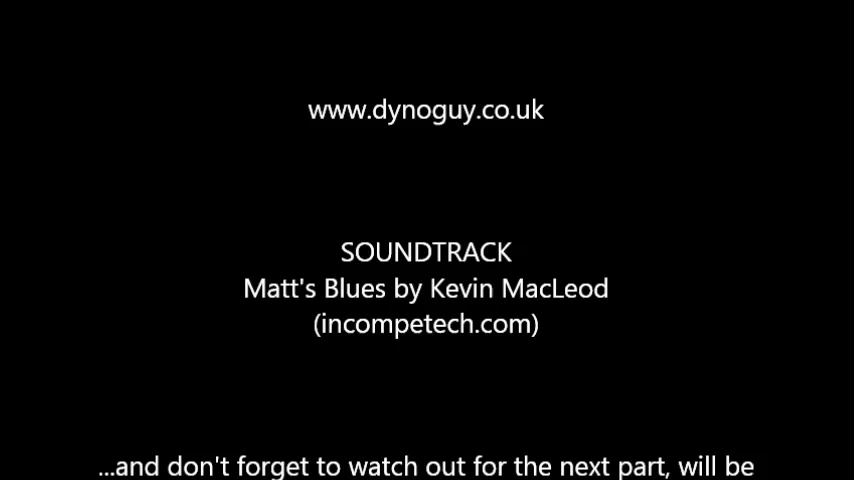 www.dynoguy.co.uk
SOUNDTRACK
Matt's Blues by Kevin MacLeod
(incompetech.com)
...and don't forget to watch out for the next part, will be